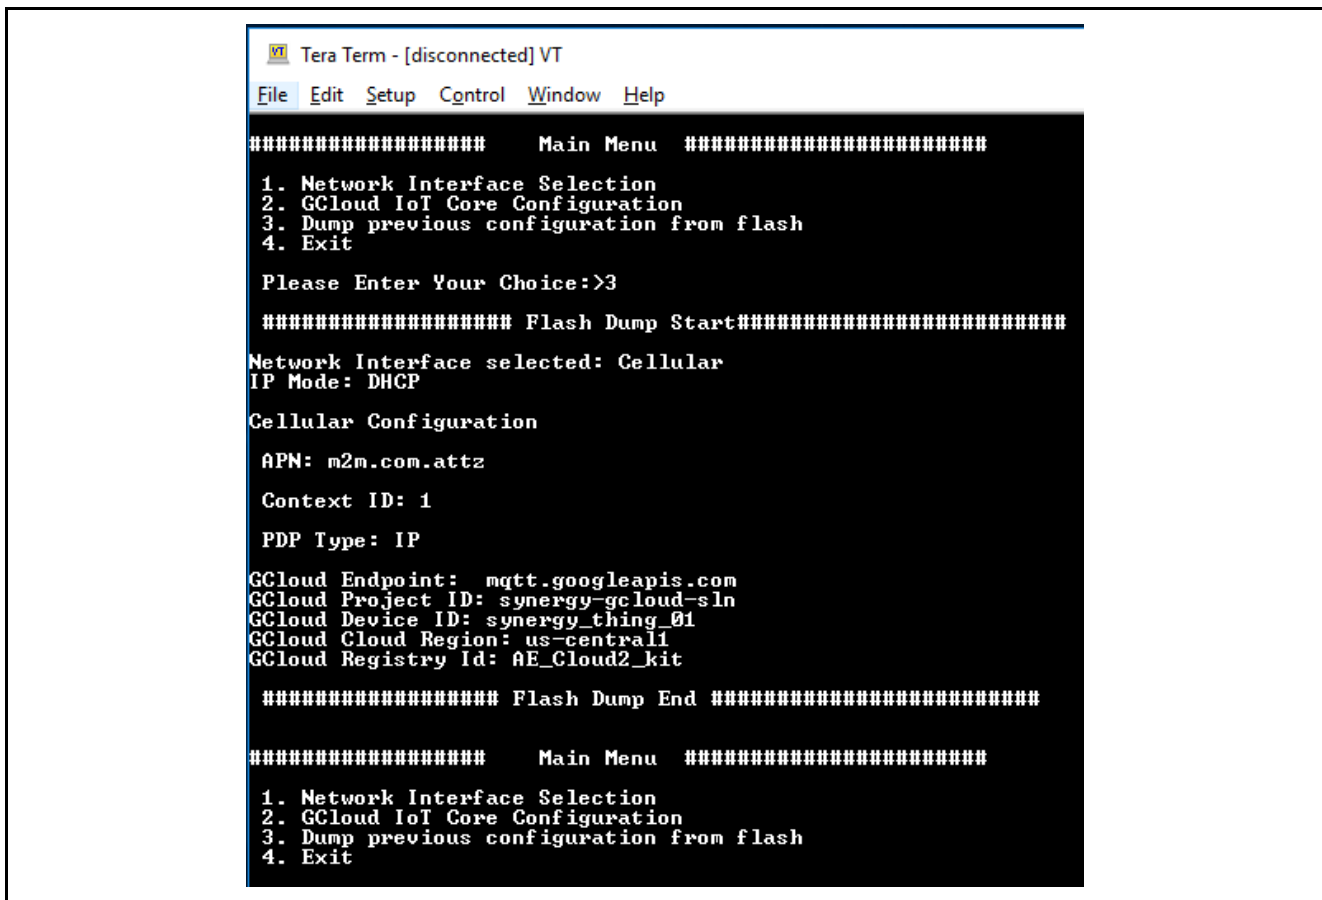 Tera Term - [disconnected] VT
File Edit Setup Control Window Help
################## Main Menu #######################
1. Network Interface Selection
2. GCloud IoT Core Configuration
3. Dump previous configuration from flash
4. Exit
Please Enter Your Choice:>3
################### Flash Dump Start#########################
Network Interface selected: Cellular
IP Mode: DHCP
Cellular Configuration
APN: m2m.com.attz
Context ID: 1
PDP Type: IP
GCloud Endpoint: mqtt.googleapis.com
GCloud Project ID: synergy-gcloud-sln
GCloud Device ID: synergy_thing_01
GCloud Cloud Region: us-central1
GCloud Registry Id: AE_Cloud2_kit
################## Flash Dump End #########################
################## Main Menu #######################
1. Network Interface Selection
2. GCloud IoT Core Configuration
3. Dump previous configuration from flash
4. Exit